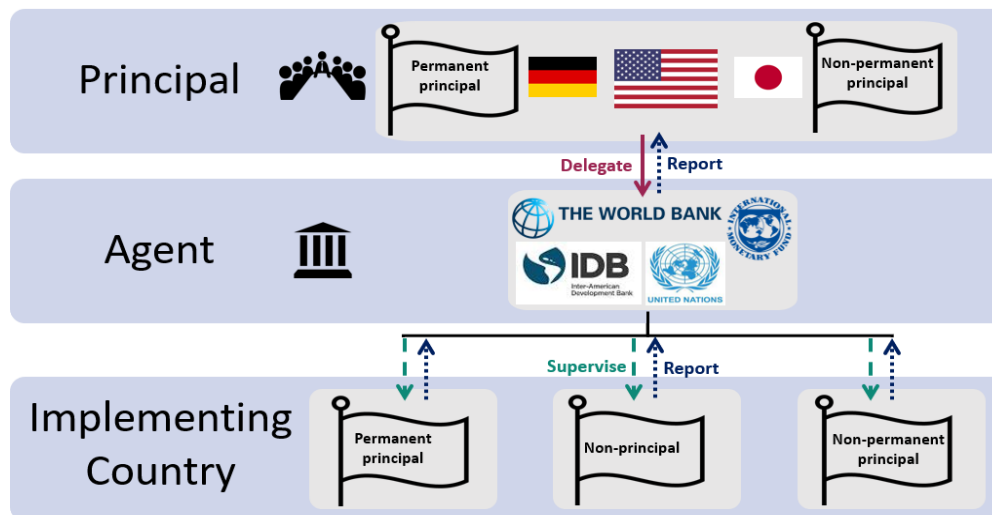 Principal
Permanent
principal
Non-permanent
principal
Delegate
Report
Agent
THE WORLD BANK
INTERNATIONAL
MONETARY FUND
IDB
Inter-American
Development Bank
UNITED NATIONS
Supervise
Report
Implementing
Country
Permanent
principal
Non-principal
Non-permanent
principal